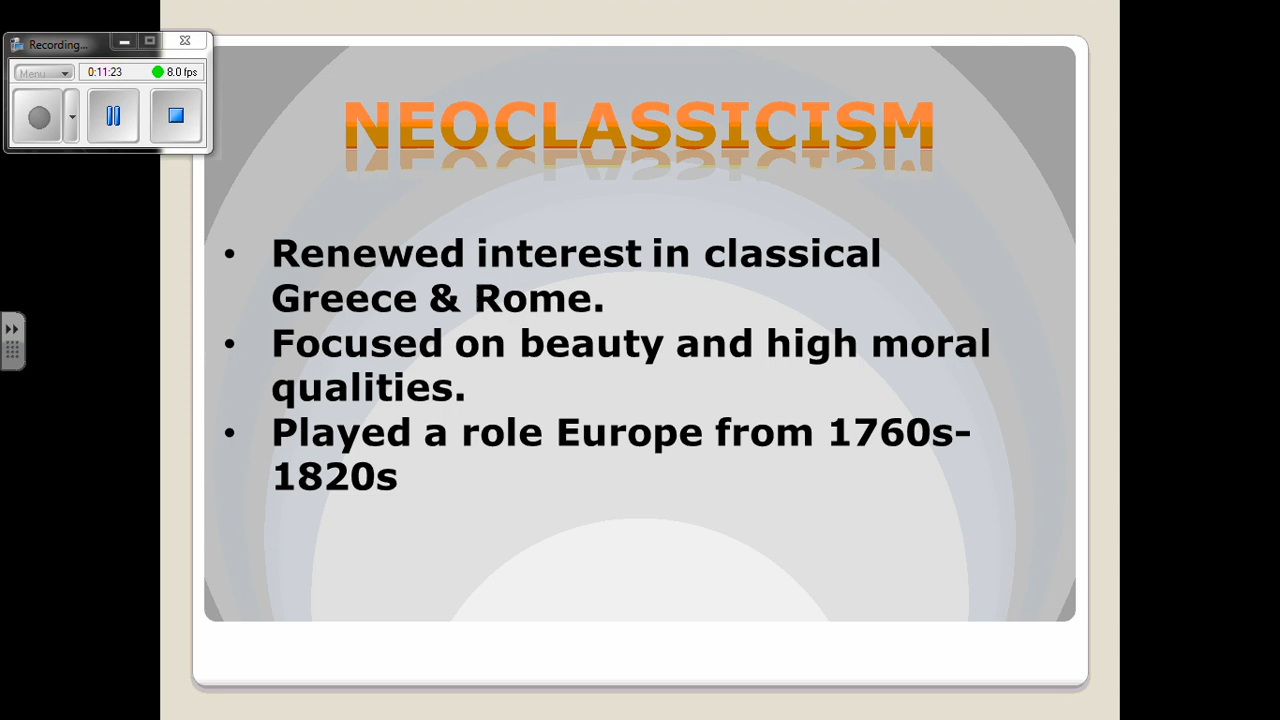 Recording...
Menu
0:11:23
8.0 fps
NEOCLASSICISM
• Renewed interest in classical
Greece & Rome.
• Focused on beauty and high moral
qualities.
• Played a role Europe from 1760s-
1820s